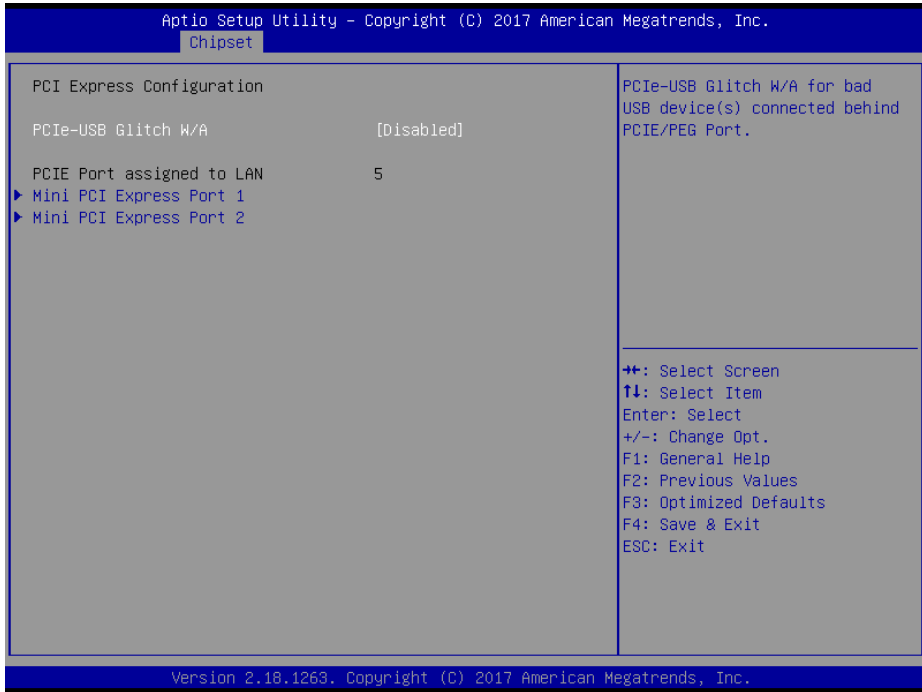 Aptio Setup Utility – Copyright (C) 2017 American Megatrends, Inc.
Chipset
PCI Express Configuration
PCIe-USB Glitch W/A [Disabled]
PCIE Port assigned to LAN 5
Mini PCI Express Port 1
Mini PCI Express Port 2
PCIe-USB Glitch W/A for bad
USB device(s) connected behind
PCIE/PEG Port.
→←: Select Screen
↑↓: Select Item
Enter: Select
+/-: Change Opt.
F1: General Help
F2: Previous Values
F3: Optimized Defaults
F4: Save & Exit
ESC: Exit
Version 2.18.1263. Copyright (C) 2017 American Megatrends, Inc.